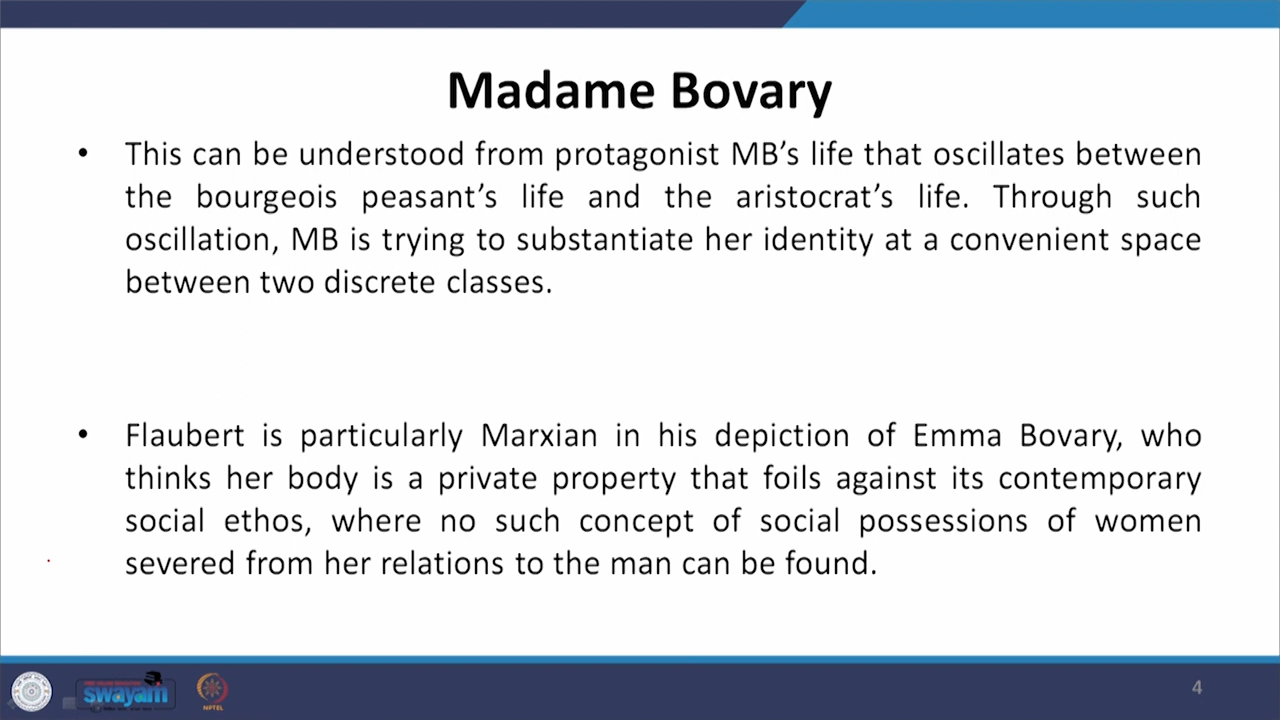 Madame Bovary
• This can be understood from protagonist MB’s life that oscillates between
the bourgeois peasant’s life and the aristocrat’s life. Through such
oscillation, MB is trying to substantiate her identity at a convenient space
between two discrete classes.
• Flaubert is particularly Marxian in his depiction of Emma Bovary, who
thinks her body is a private property that foils against its contemporary
social ethos, where no such concept of social possessions of women
severed from her relations to the man can be found.
swayam
NPTEL
4